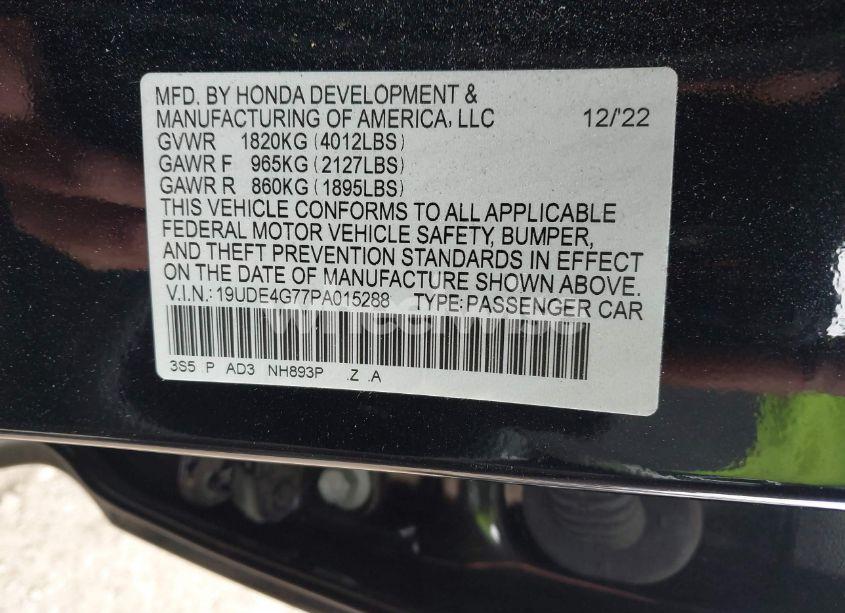 MFD. BY HONDA DEVELOPMENT &
MANUFACTURING OF AMERICA, LLC 12/'22
GVWR 1820KG (4012LBS)
GAWR F 965KG (2127LBS)
GAWR R 860KG (1895LBS)
THIS VEHICLE CONFORMS TO ALL APPLICABLE
FEDERAL MOTOR VEHICLE SAFETY, BUMPER,
AND THEFT PREVENTION STANDARDS IN EFFECT
ON THE DATE OF MANUFACTURE SHOWN ABOVE.
V.I.N.: 19UDE4G77PA015288 TYPE: PASSENGER CAR
3S5 P AD3 NH893P .Z .A